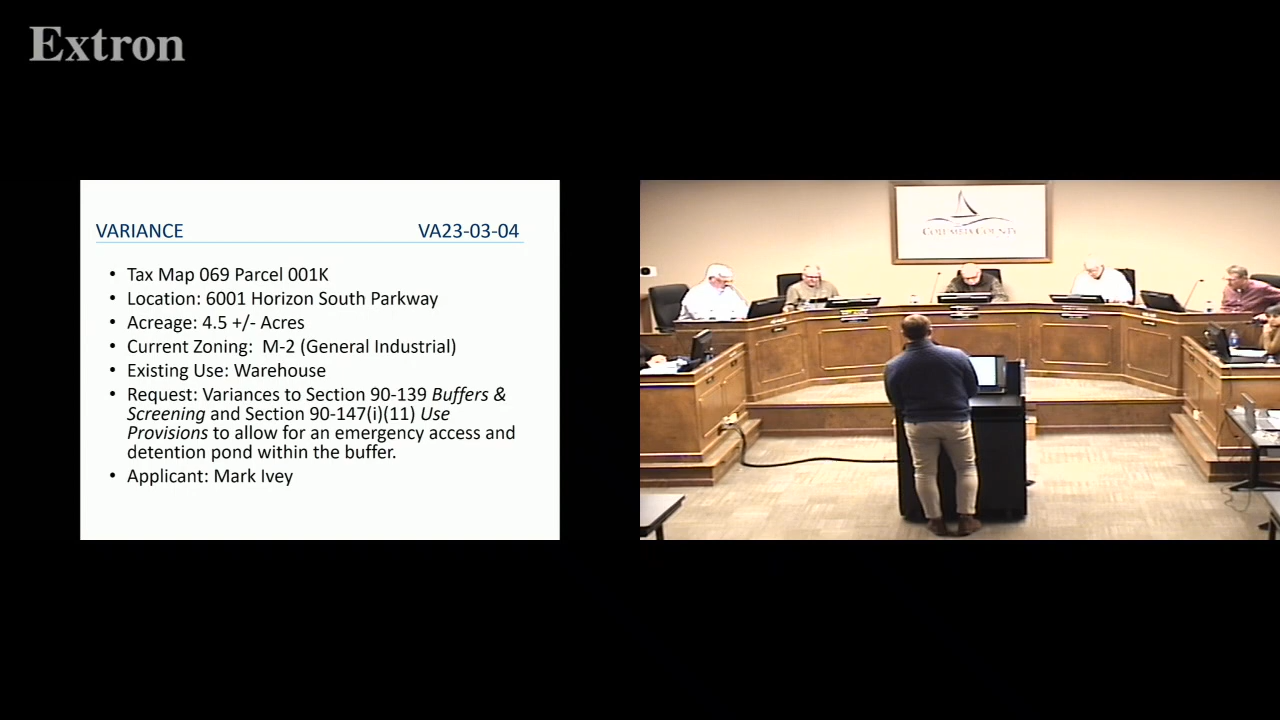 Extron
VARIANCE VA23-03-04
• Tax Map 069 Parcel 001K
• Location: 6001 Horizon South Parkway
• Acreage: 4.5 +/- Acres
• Current Zoning: M-2 (General Industrial)
• Existing Use: Warehouse
• Request: Variances to Section 90-139 Buffers &
Screening and Section 90-147(i)(11) Use
Provisions to allow for an emergency access and
detention pond within the buffer.
• Applicant: Mark Ivey
COLUMBIA COUNTY